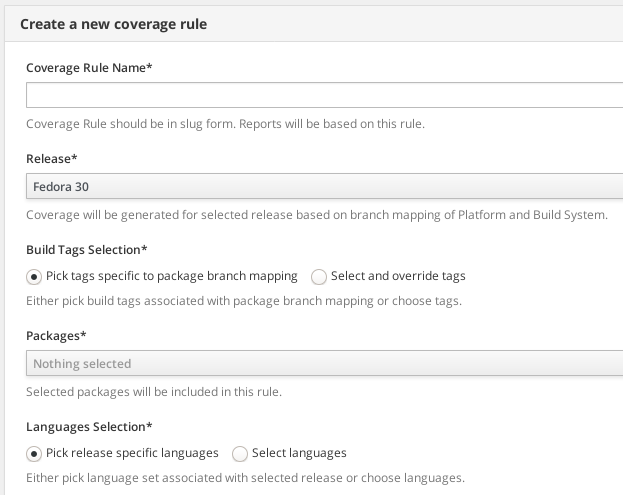 Create a new coverage rule
Coverage Rule Name*
Coverage Rule should be in slug form. Reports will be based on this rule.
Release*
Fedora 30
Coverage will be generated for selected release based on branch mapping of Platform and Build System.
Build Tags Selection*
Pick tags specific to package branch mapping Select and override tags
Either pick build tags associated with package branch mapping or choose tags.
Packages*
Nothing selected
Selected packages will be included in this rule.
Languages Selection*
Pick release specific languages Select languages
Either pick language set associated with selected release or choose languages.